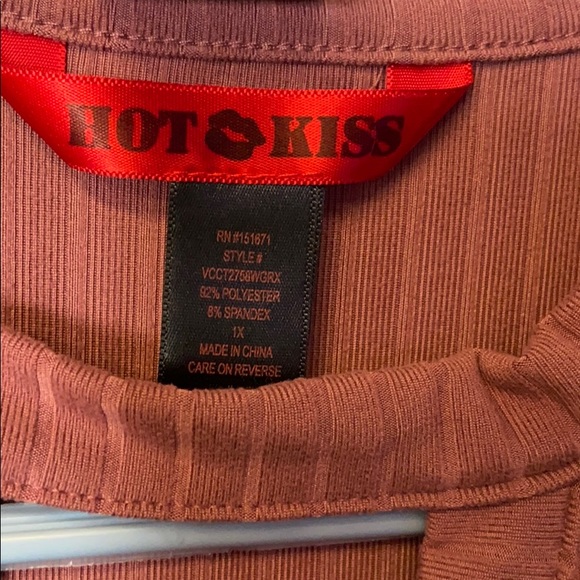 HOT KISS
RN #151671
STYLE #
VCCT2756WGRX
92% POLYESTER
8% SPANDEX
1X
MADE IN CHINA
CARE ON REVERSE